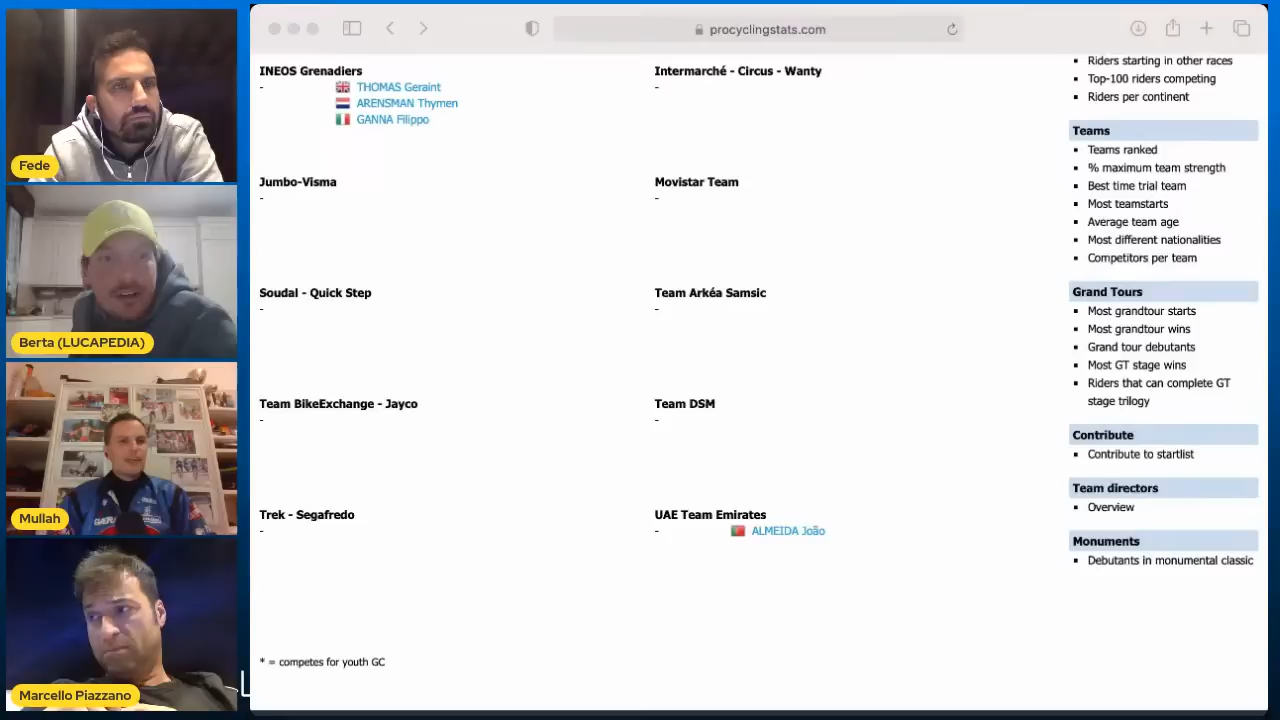 Fede
Berta (LUCAPEDIA)
Mullah
Marcello Piazzano
procyclingstats.com
INEOS Grenadiers
-
THOMAS Geraint
ARENSMAN Thymen
GANNA Filippo
Intermarché - Circus - Wanty
-
Jumbo-Visma
-
Movistar Team
-
Soudal - Quick Step
-
Team Arkéa Samsic
-
Team BikeExchange - Jayco
-
Team DSM
-
Trek - Segafredo
-
UAE Team Emirates
-
ALMEIDA João
* = competes for youth GC
Riders starting in other races
Top-100 riders competing
Riders per continent
Teams
Teams ranked
% maximum team strength
Best time trial team
Most teamstarts
Average team age
Most different nationalities
Competitors per team
Grand Tours
Most grandtour starts
Most grandtour wins
Grand tour debutants
Most GT stage wins
Riders that can complete GT
stage trilogy
Contribute
Contribute to startlist
Team directors
Overview
Monuments
Debutants in monumental classic